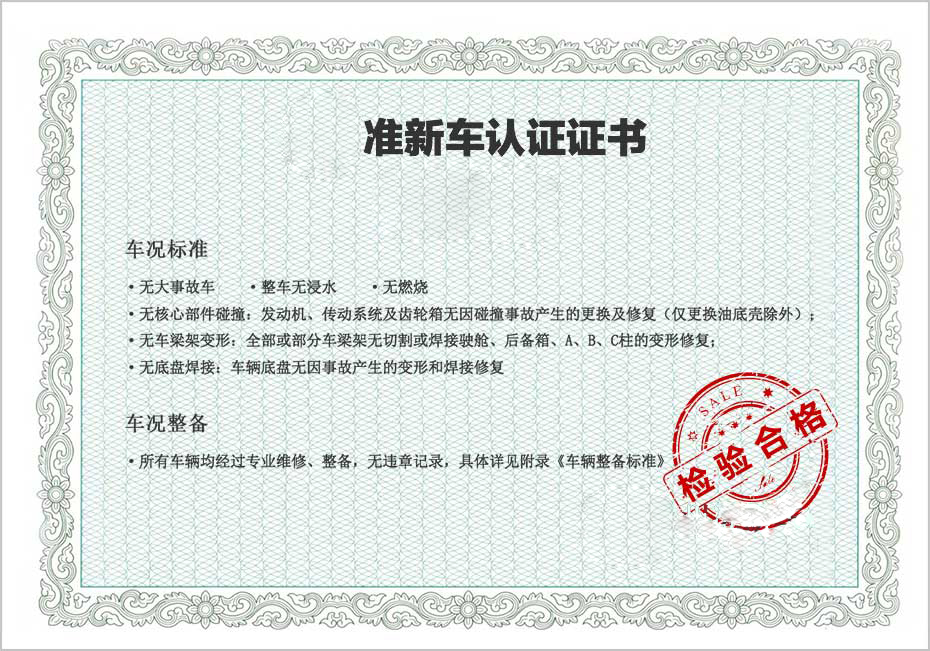 准新车认证证书
车况标准
·无大事故车 ·整车无浸水 ·无燃烧
·无核心部件碰撞：发动机、传动系统及齿轮箱无因碰撞事故产生的更换及修复（仅更换油底壳除外）；
·无车梁架变形：全部或部分车梁架无切割或焊接驶舱、后备箱、A、B、C柱的变形修复；
·无底盘焊接：车辆底盘无因事故产生的变形和焊接修复
车况整备
·所有车辆均经过专业维修、整备，无违章记录，具体详见附录《车辆整备标准》
SALE
检验合格
Sale